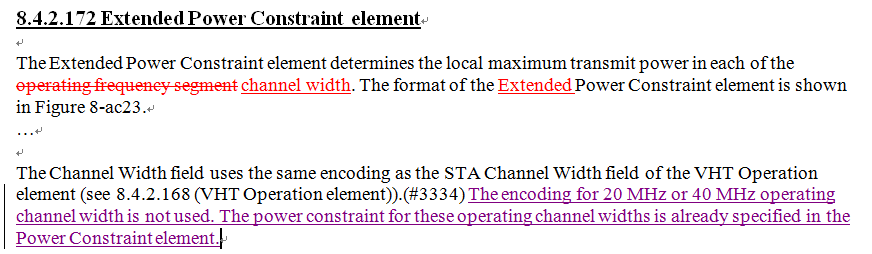 8.4.2.172 Extended Power Constraint element
The Extended Power Constraint element determines the local maximum transmit power in each of the
operating frequency segment channel width. The format of the Extended Power Constraint element is shown
in Figure 8-ac23.
…
The Channel Width field uses the same encoding as the STA Channel Width field of the VHT Operation
element (see 8.4.2.168 (VHT Operation element)).(#3334) The encoding for 20 MHz or 40 MHz operating
channel width is not used. The power constraint for these operating channel widths is already specified in the
Power Constraint element.